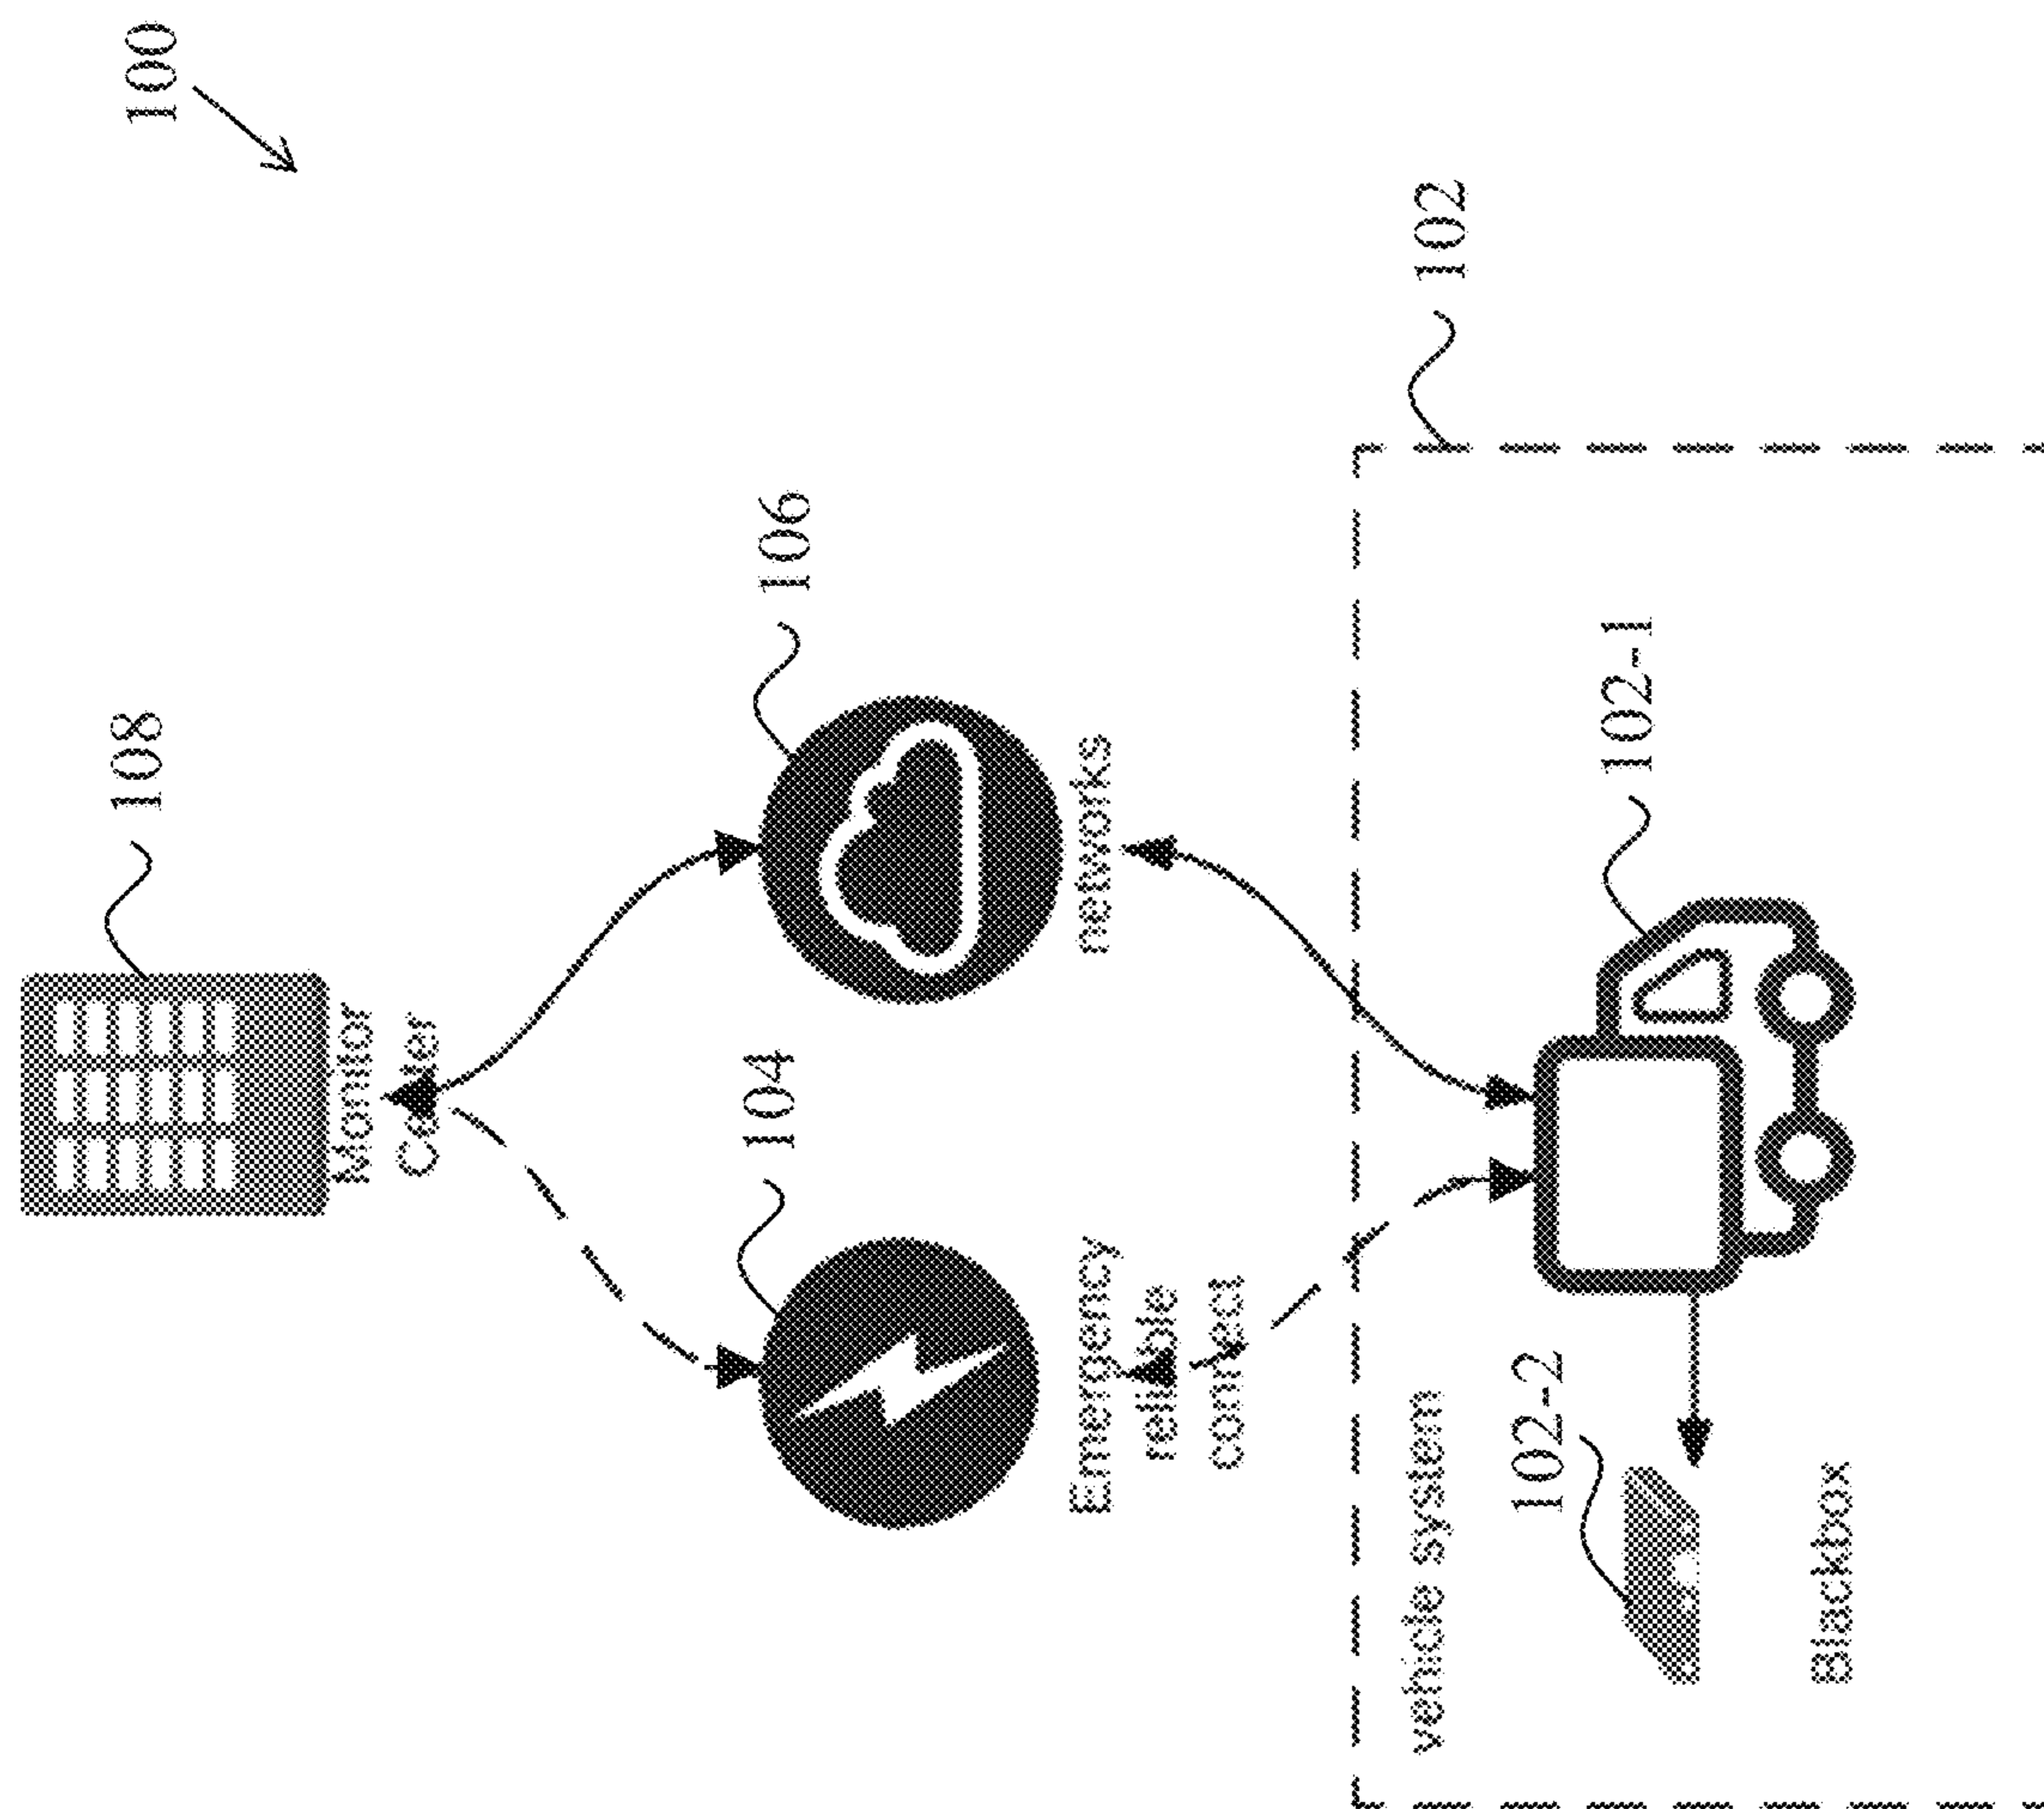 100
108
Monitor
Center
106
networks
104
Emergency
reliable
connect
102
vehicle system
102-1
102-2
Blackbox